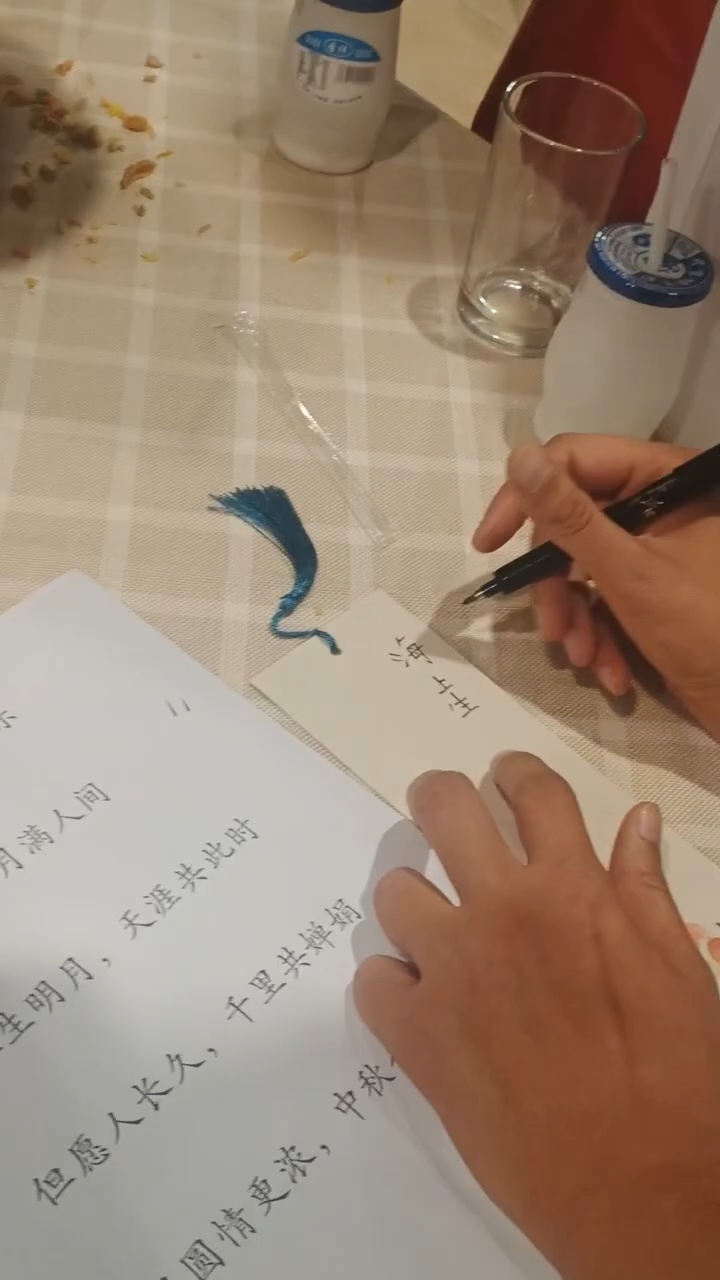 海上生
乐
月满人间
生明月，天涯共此时
但愿人长久，千里共婵娟
圆情更浓，中秋